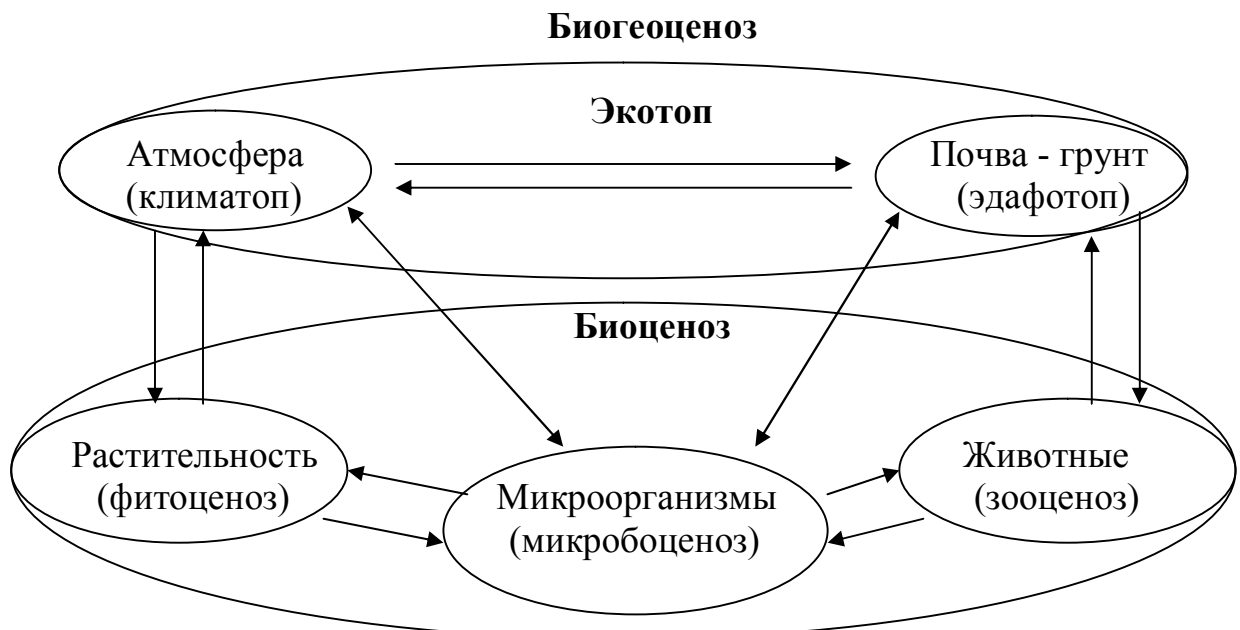 Биогеоценоз
Экотоп
Атмосфера
(климатоп)
Почва - грунт
(эдафотоп)
Биоценоз
Растительность
(фитоценоз)
Микроорганизмы
(микробоценоз)
Животные
(зооценоз)